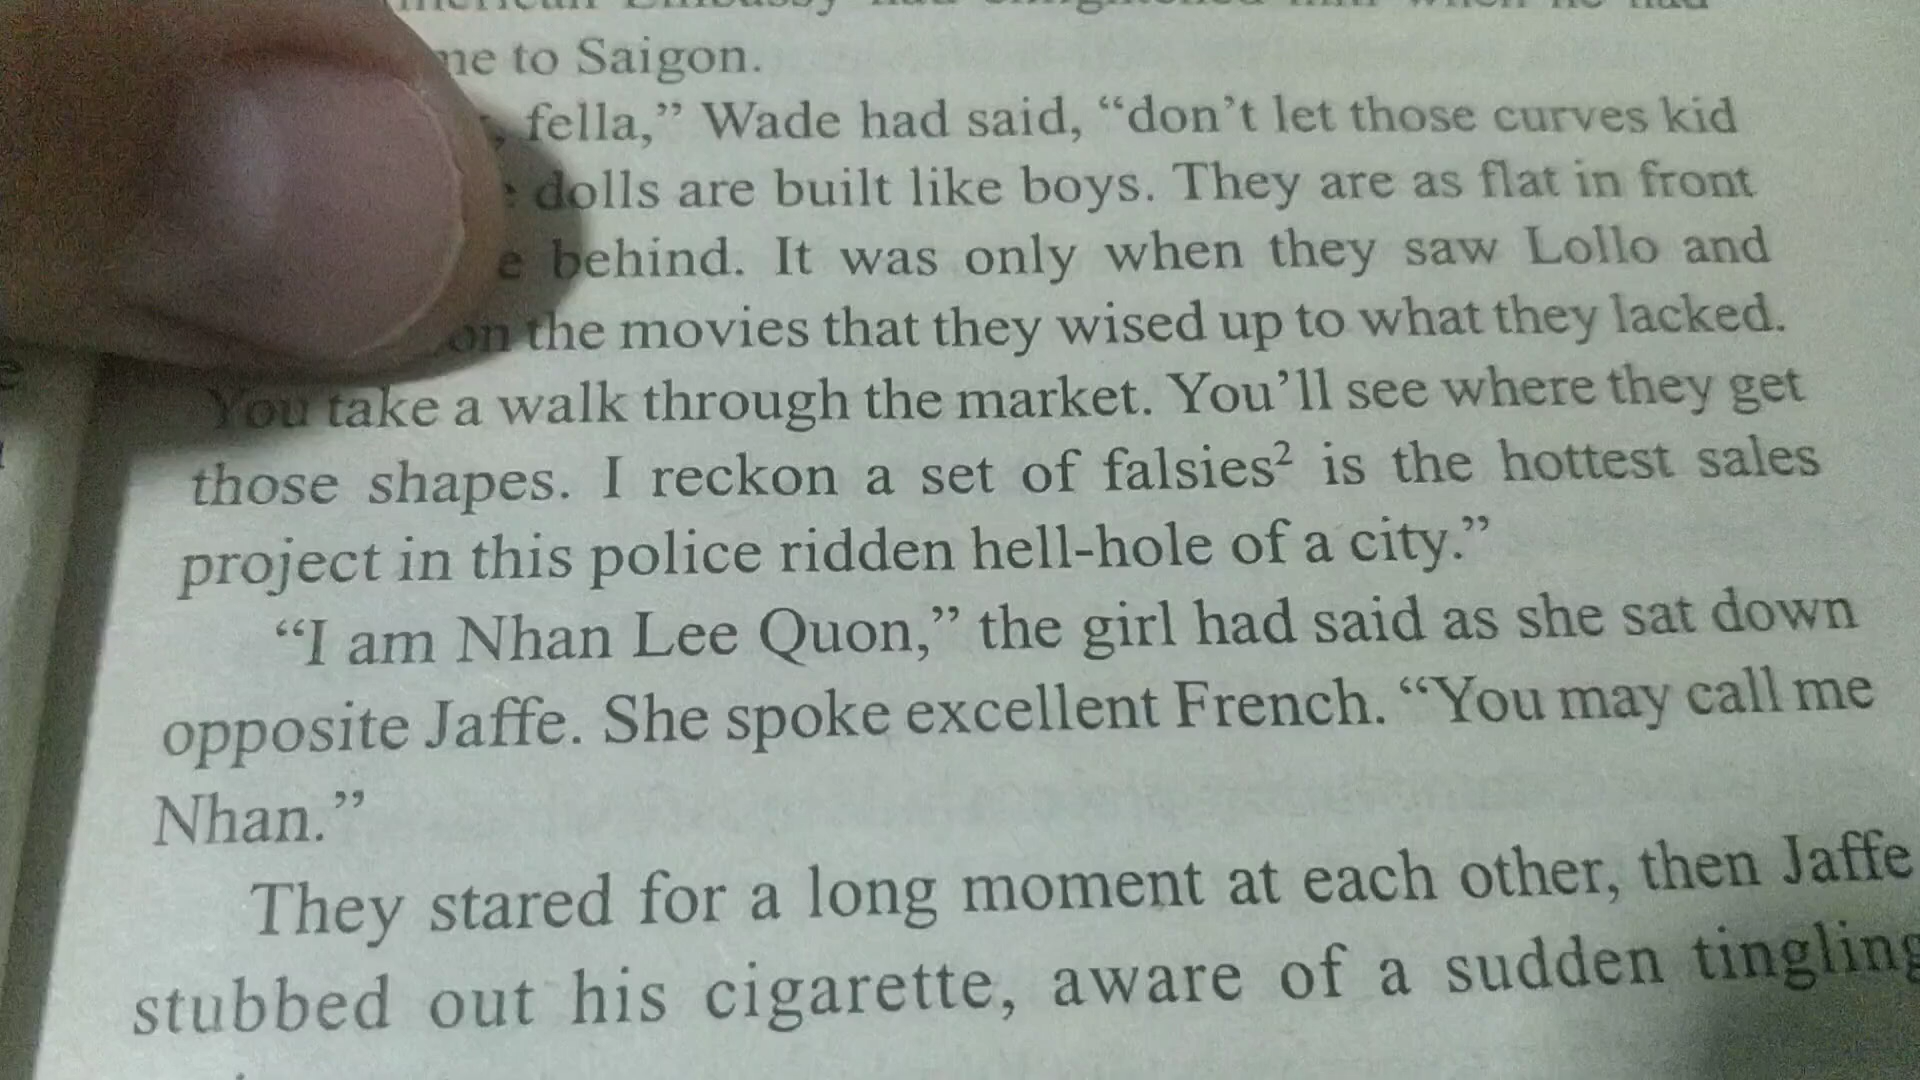 to Saigon.
fella,” Wade had said, “don’t let those curves kid
dolls are built like boys. They are as flat in front
behind. It was only when they saw Lollo and
on the movies that they wised up to what they lacked.
You take a walk through the market. You’ll see where they get
those shapes. I reckon a set of falsies² is the hottest sales
project in this police ridden hell-hole of a city.”
“I am Nhan Lee Quon,” the girl had said as she sat down
opposite Jaffe. She spoke excellent French. “You may call me
Nhan.”
They stared for a long moment at each other, then Jaffe
stubbed out his cigarette, aware of a sudden tingling